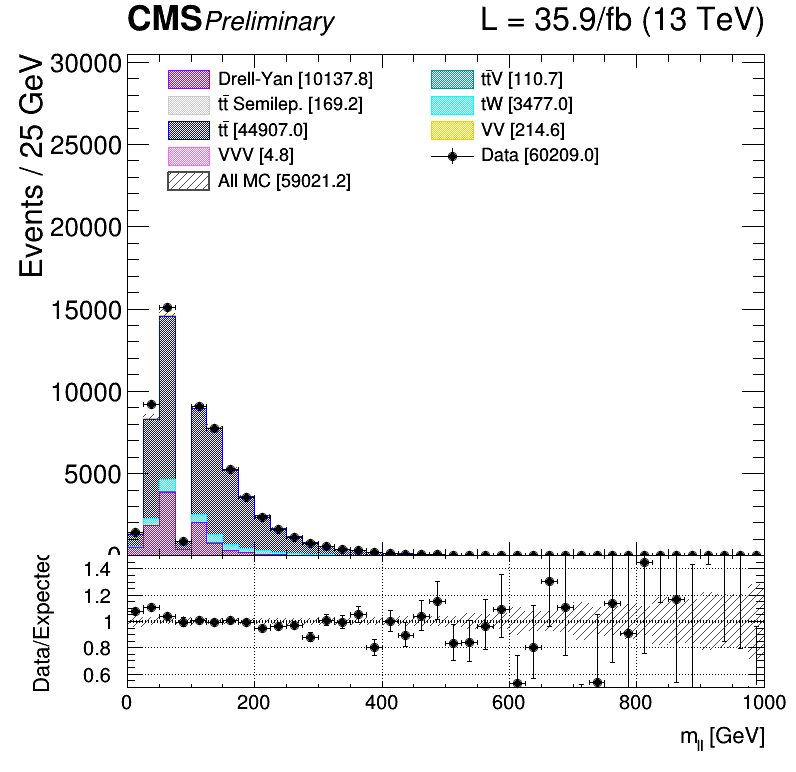 CMS Preliminary L = 35.9/fb (13 TeV)
Events / 25 GeV
30000
25000
20000
15000
10000
5000
0
Drell-Yan [10137.8]
tt̄ Semilep. [169.2]
tt̄ [44907.0]
VVV [4.8]
All MC [59021.2]
tt̄V [110.7]
tW [3477.0]
VV [214.6]
Data [60209.0]
Data/Expected
1.4
1.2
1
0.8
0.6
0 200 400 600 800 1000
m_ll [GeV]